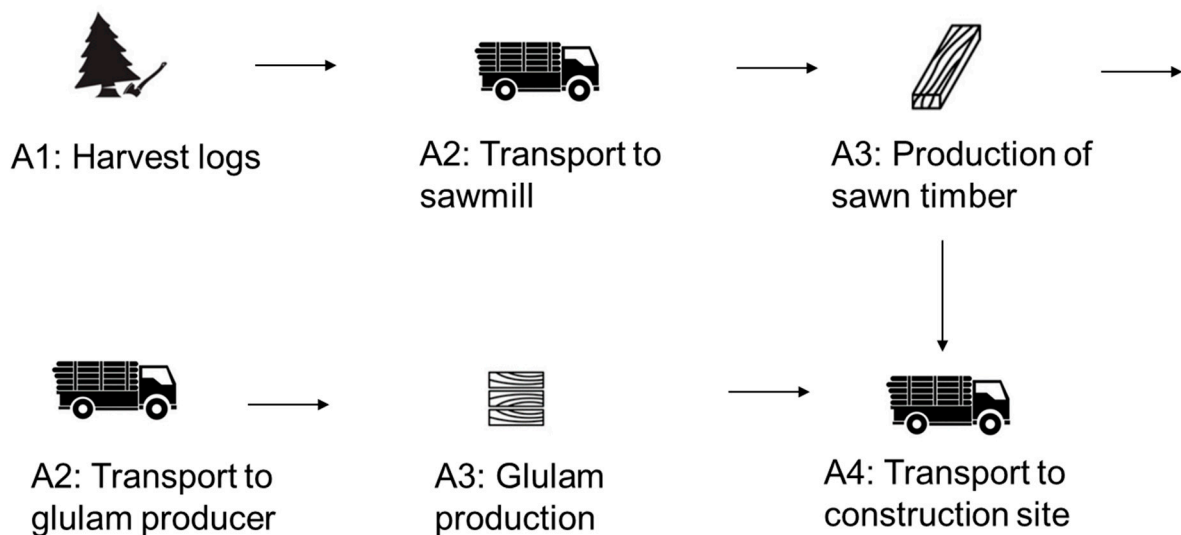 A1: Harvest logs
A2: Transport to
sawmill
A3: Production of
sawn timber
A2: Transport to
glulam producer
A3: Glulam
production
A4: Transport to
construction site